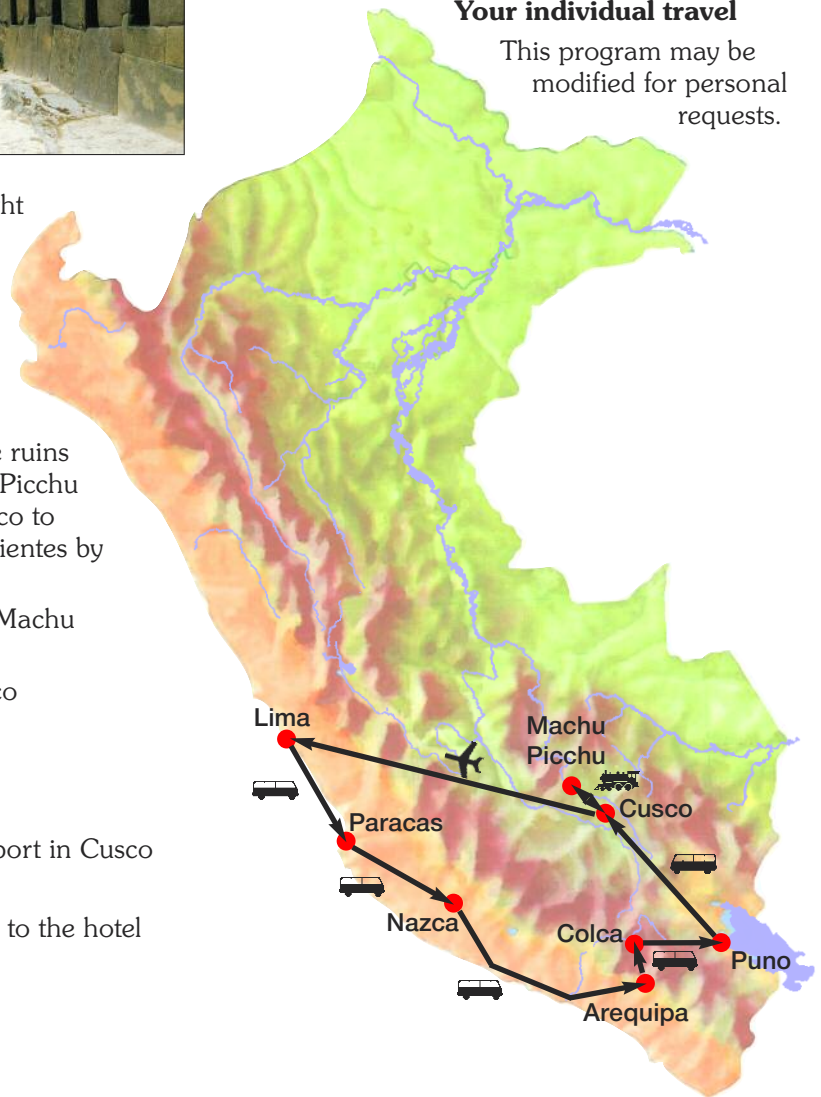 Your individual travel
This program may be
modified for personal
requests.
ht
ruins
Picchu
co to
ientes by
Machu
co
port in Cusco
to the hotel
Lima
Machu
Picchu
Cusco
Paracas
Nazca
Colca
Puno
Arequipa